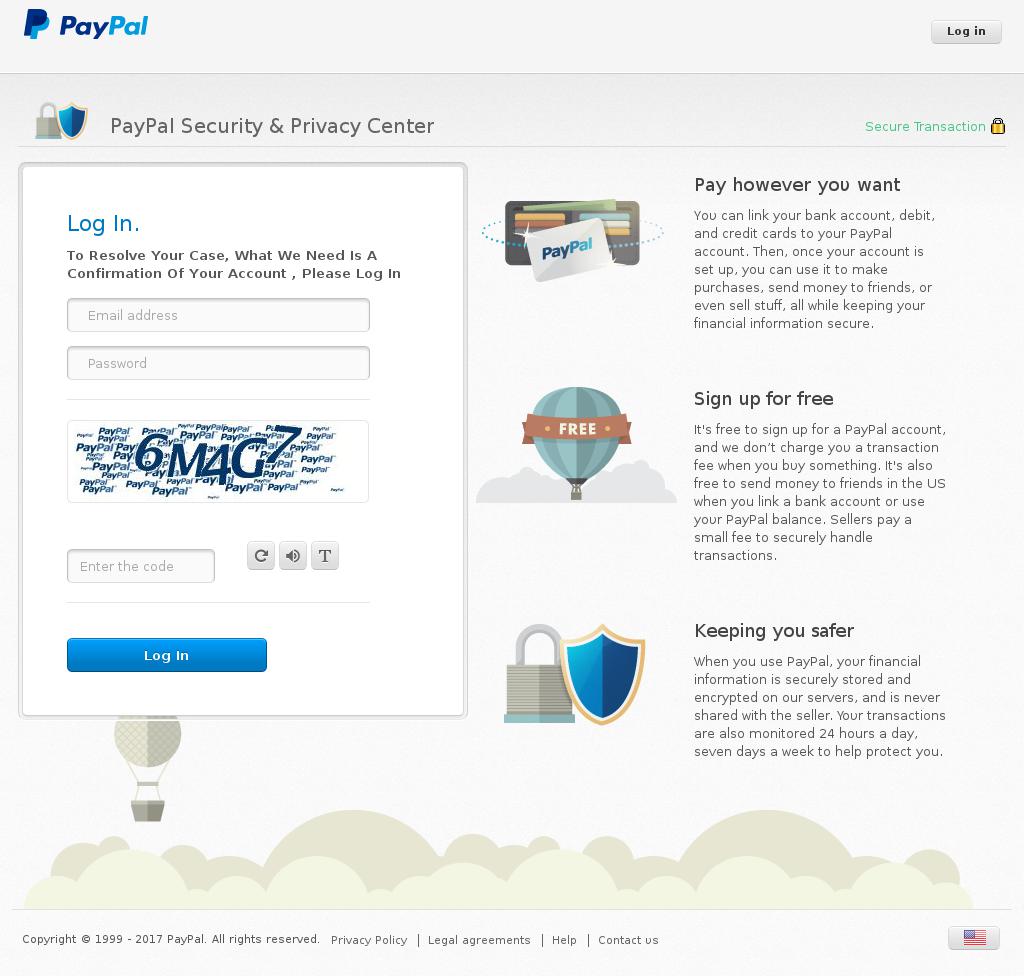 PayPal
Log in
PayPal Security & Privacy Center
Secure Transaction
Log In.
To Resolve Your Case, What We Need Is A
Confirmation Of Your Account , Please Log In
Email address
Password
6M4G7
Enter the code
T
Log In
PayPal
Pay however you want
You can link your bank account, debit,
and credit cards to your PayPal
account. Then, once your account is
set up, you can use it to make
purchases, send money to friends, or
even sell stuff, all while keeping your
financial information secure.
FREE
Sign up for free
It's free to sign up for a PayPal account,
and we don’t charge you a transaction
fee when you buy something. It's also
free to send money to friends in the US
when you link a bank account or use
your PayPal balance. Sellers pay a
small fee to securely handle
transactions.
Keeping you safer
When you use PayPal, your financial
information is securely stored and
encrypted on our servers, and is never
shared with the seller. Your transactions
are also monitored 24 hours a day,
seven days a week to help protect you.
Copyright © 1999 - 2017 PayPal. All rights reserved. Privacy Policy | Legal agreements | Help | Contact us